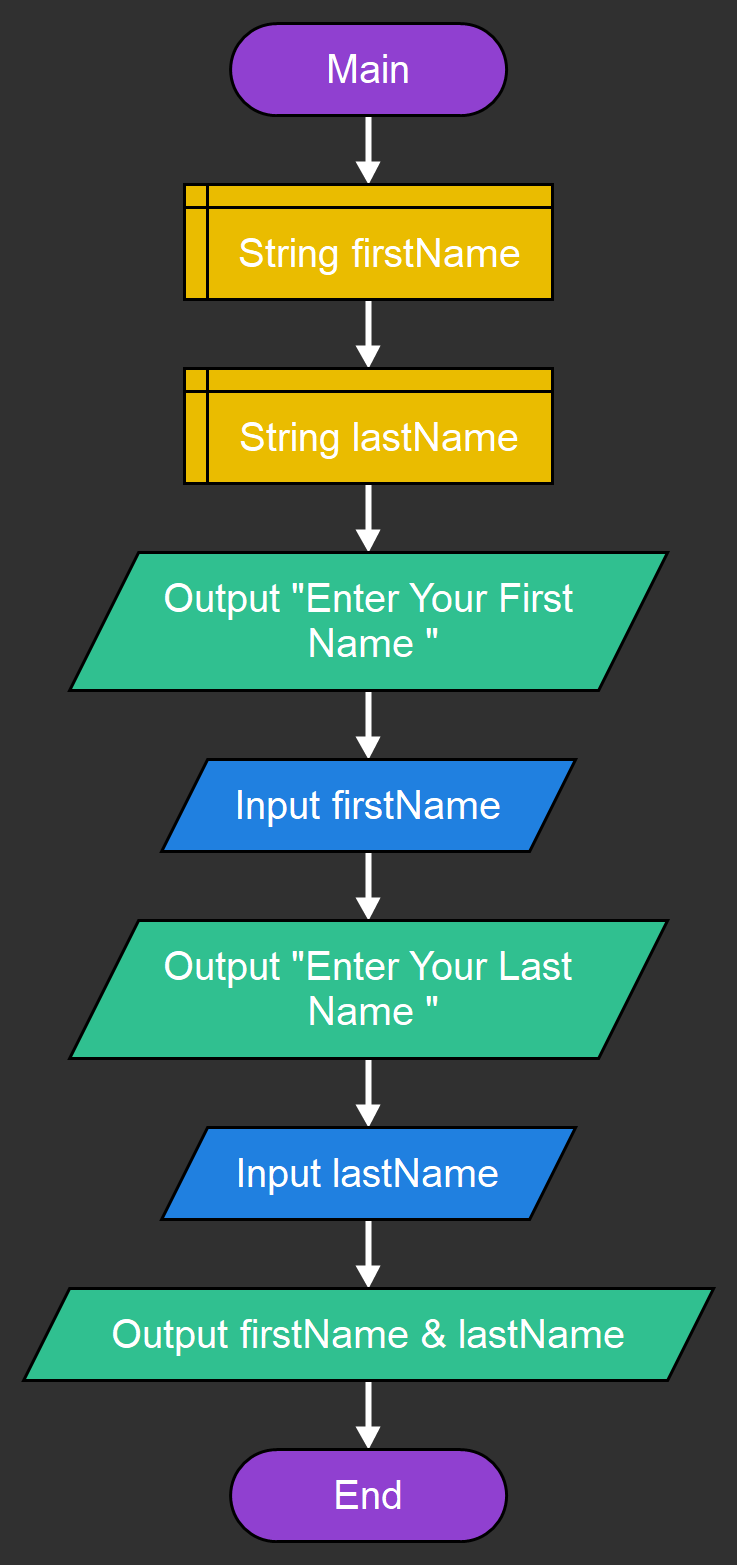 Main
String firstName
String lastName
Output "Enter Your First
Name "
Input firstName
Output "Enter Your Last
Name "
Input lastName
Output firstName & lastName
End